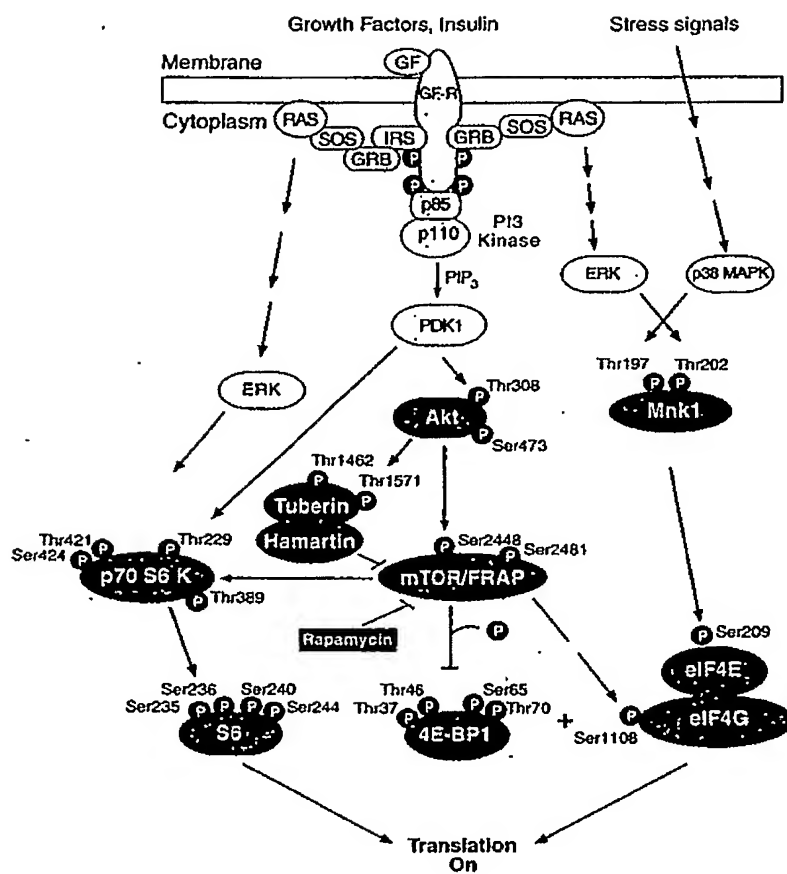 Growth Factors, Insulin
Stress signals
Membrane
GF
GF-R
Cytoplasm
RAS
SOS
IRS
GRB
P
P
GRB
SOS
RAS
P
P
p85
p110
PI3
Kinase
PIP3
ERK
p38 MAPK
PDK1
Thr197
Thr202
P
P
Mnk1
ERK
Thr308
P
Akt
P
Ser473
Thr1462
P
Thr1571
P
Tuberin
Hamartin
Thr421
Ser424
P
P
Thr229
P
p70 S6 K
P
Thr389
Ser2448
P
Ser2481
P
mTOR/FRAP
Rapamycin
P
Ser209
P
eIF4E
eIF4G
P
Ser1108
Ser236
Ser235
Ser240
Ser244
P
P
P
P
S6
Thr46
Thr37
Ser65
Thr70
P
P
P
P
4E-BP1
+
Translation
On